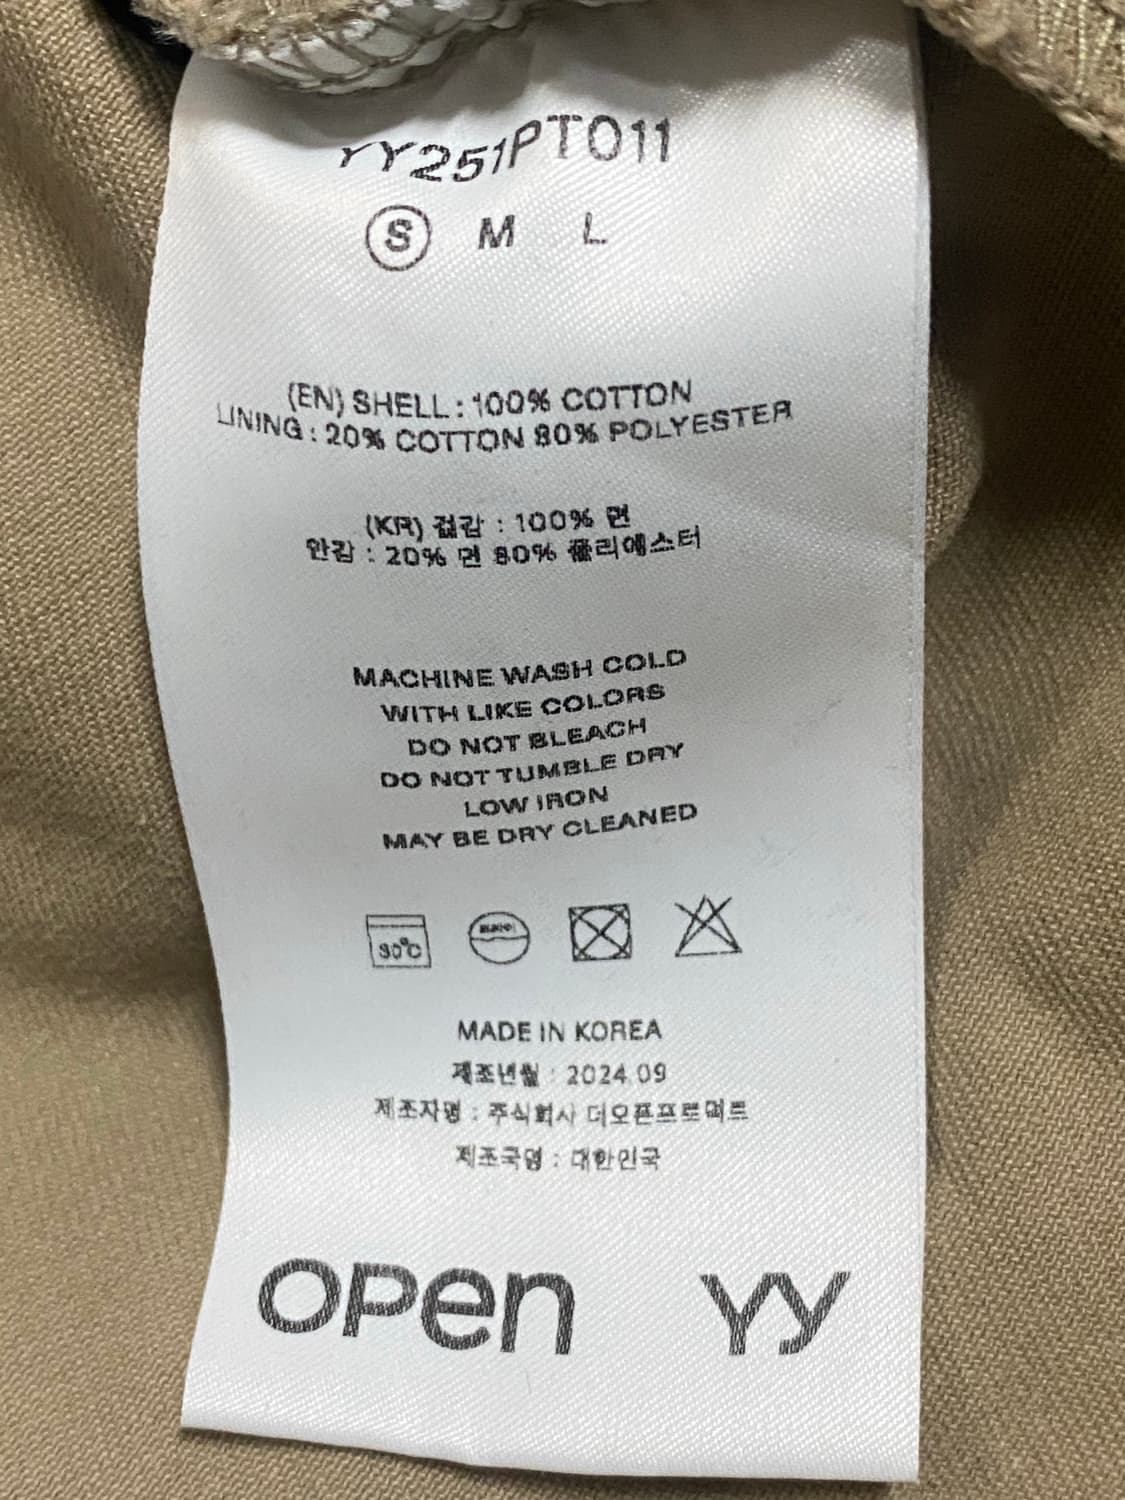 YY251PT011
S M L
(EN) SHELL : 100% COTTON
LINING : 20% COTTON 80% POLYESTER
(KR) 겉감 : 100% 면
안감 : 20% 면 80% 폴리에스터
MACHINE WASH COLD
WITH LIKE COLORS
DO NOT BLEACH
DO NOT TUMBLE DRY
LOW IRON
MAY BE DRY CLEANED
30°C
MADE IN KOREA
제조년월 : 2024.09
제조자명 : 주식회사 더오픈프로덕트
제조국명 : 대한민국
OPEN YY